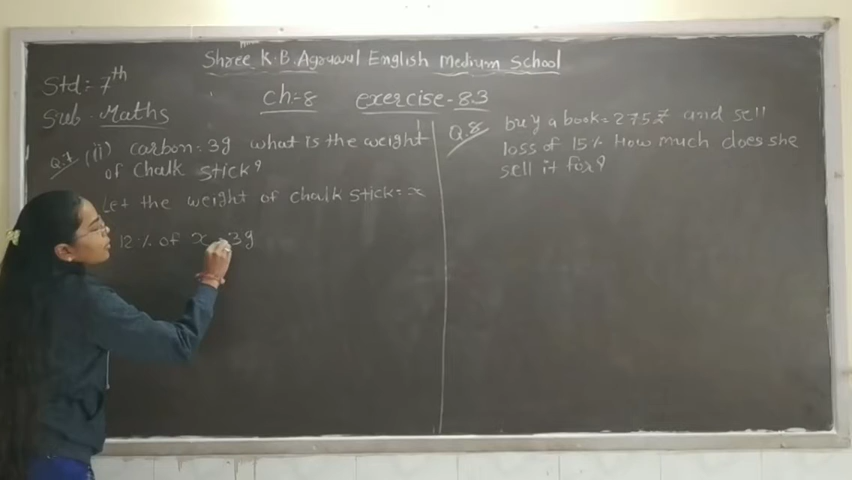 Shree K.B. Agrawal English Medium School
Std:- 7th
Sub - Maths
ch:-8 exercise - 8.3
Q.7 (ii) carbon = 3g what is the weight
of chalk stick?
Let the weight of chalk stick = x
12% of x = 3g
Q.8 buy a book = 275₹ and sell
loss of 15% How much does she
sell it for?